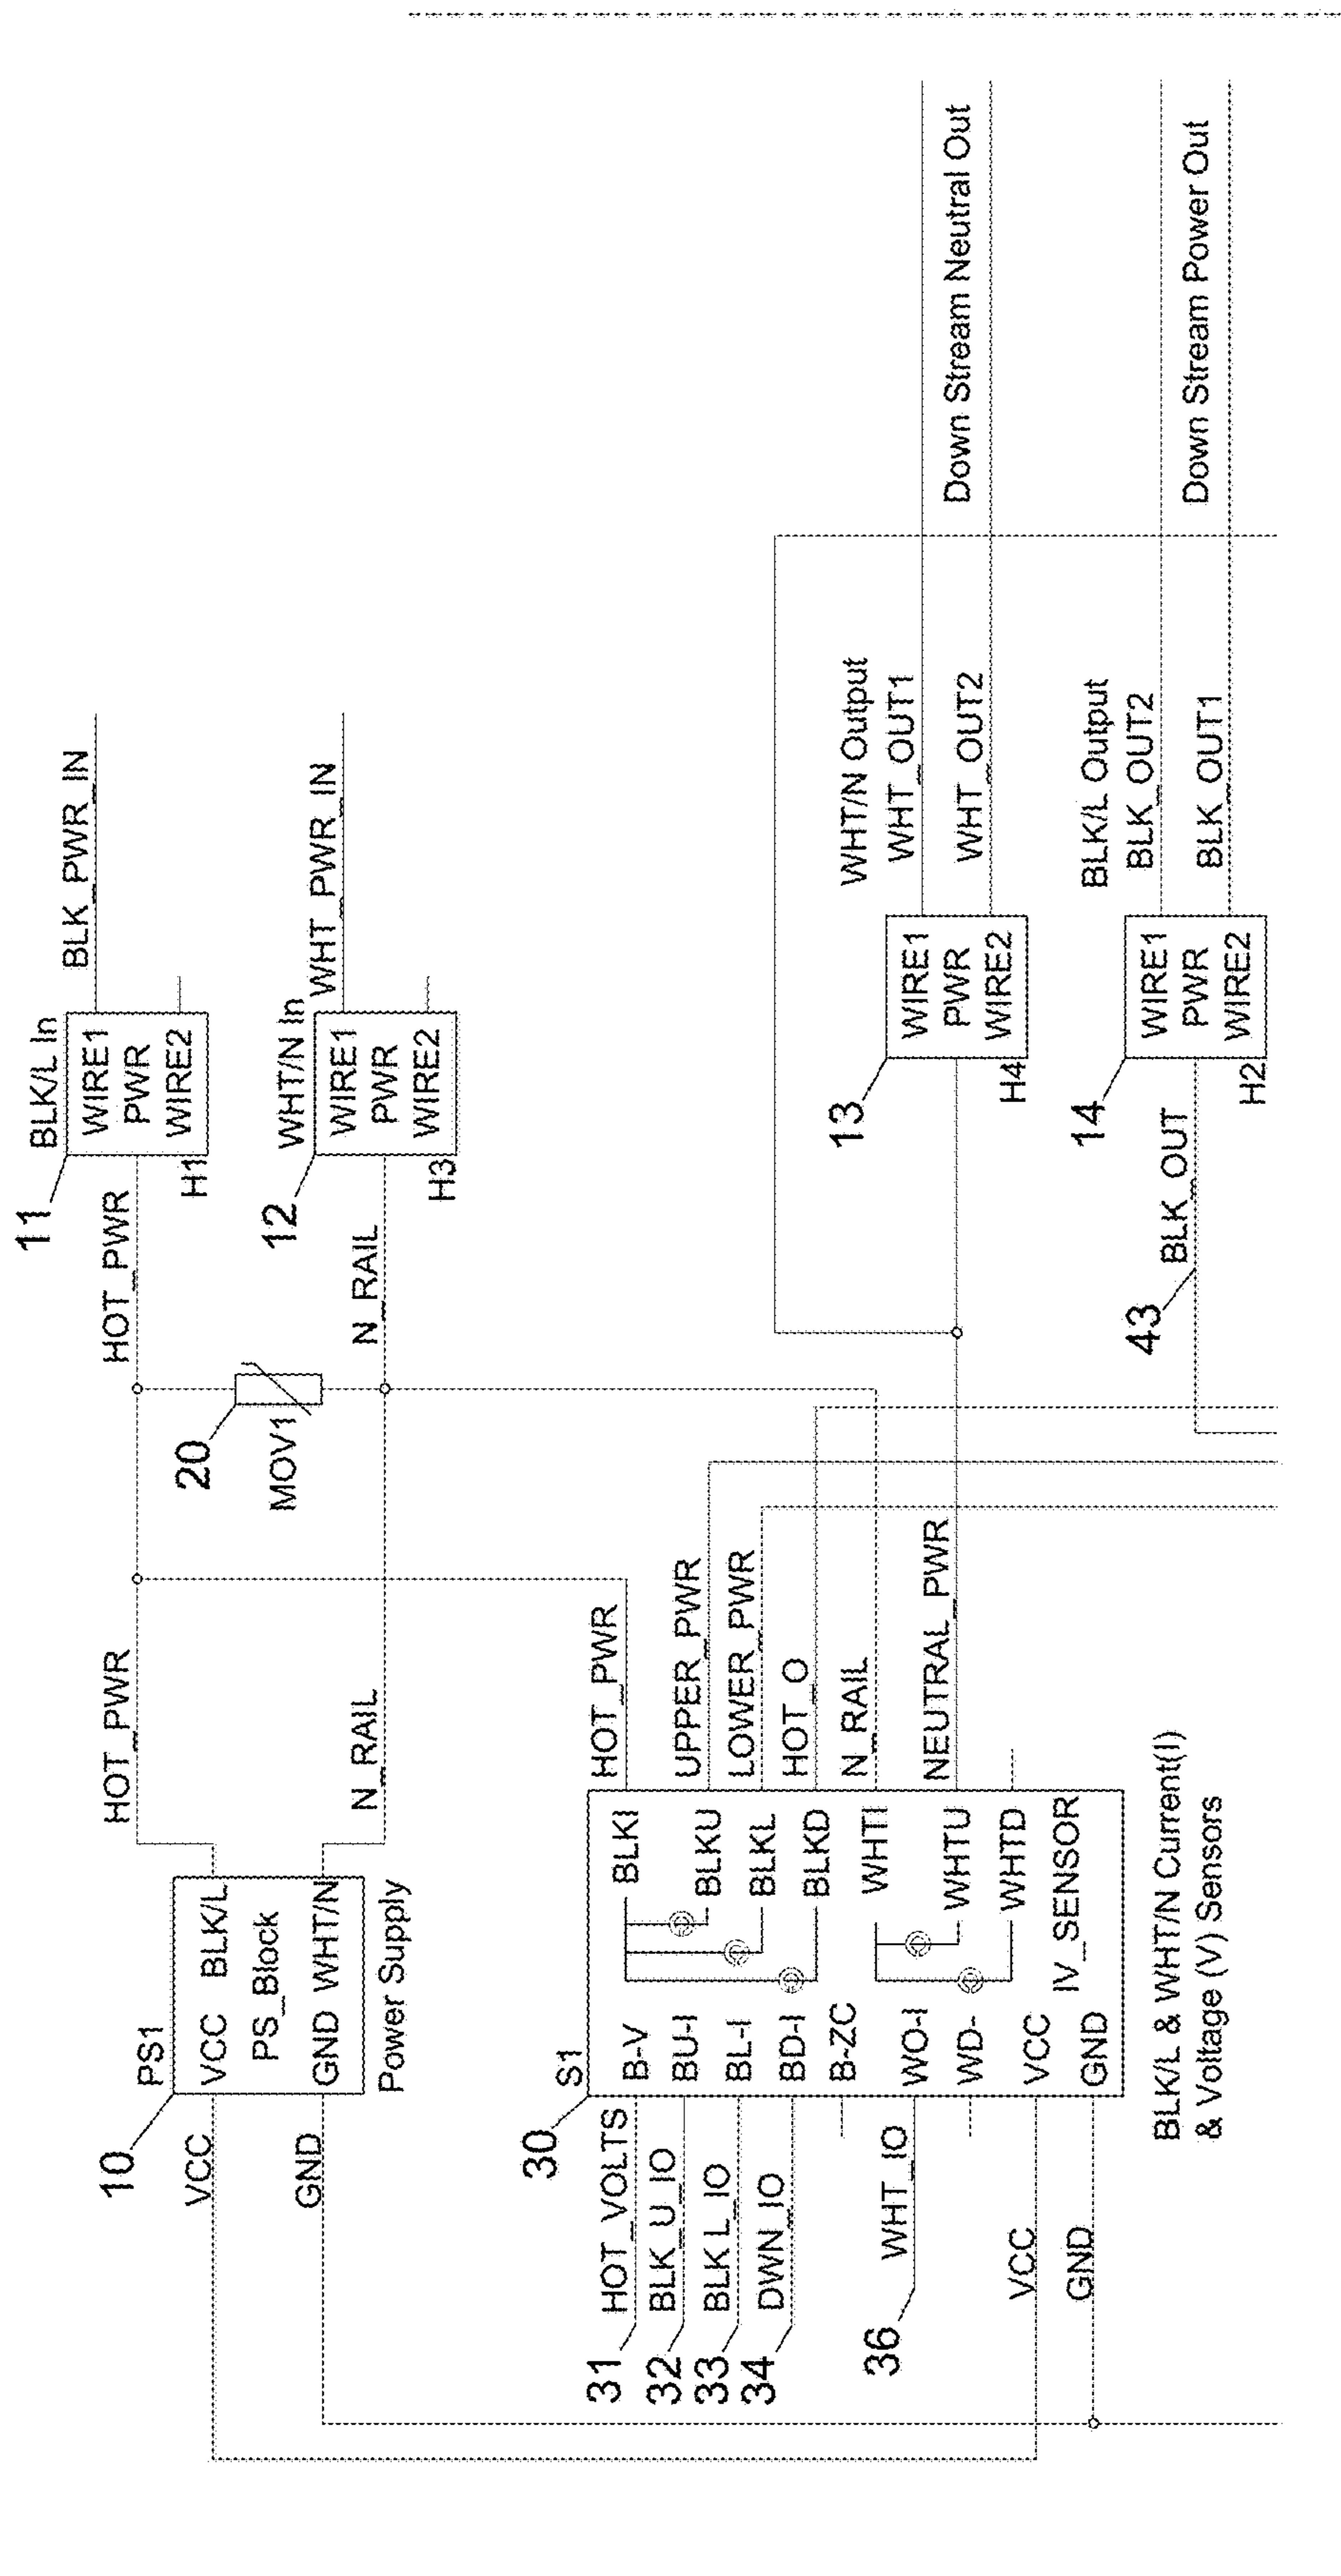 BLK/L In
BLK_PWR_IN
11
HOT_PWR
WIRE1
PWR
WIRE2
H1
WHT/N In
WHT_PWR_IN
12
N_RAIL
WIRE1
PWR
WIRE2
H3
20
MOV1
HOT_PWR
N_RAIL
PS1
VCC
BLK/L
PS_Block
GND
WHT/N
Power Supply
10
VCC
GND
HOT_PWR
UPPER_PWR
LOWER_PWR
HOT_O
N_RAIL
NEUTRAL_PWR
30
S1
B-V
BU-I
BL-I
BD-I
B-ZC
WO-I
WD-
VCC
GND
BLKI
BLKU
BLKL
BLKD
WHTI
WHTU
WHTD
IV_SENSOR
BLK/L & WHT/N Current(I)
& Voltage (V) Sensors
31
HOT_VOLTS
32
BLK_U_IO
33
BLK L_IO
34
DWN_IO
36
WHT_IO
VCC
GND
13
WIRE1
PWR
WIRE2
H4
WHT/N Output
WHT_OUT1
WHT_OUT2
Down Stream Neutral Out
14
WIRE1
PWR
WIRE2
H2
BLK/L Output
BLK_OUT2
BLK_OUT1
Down Stream Power Out
43
BLK_OUT